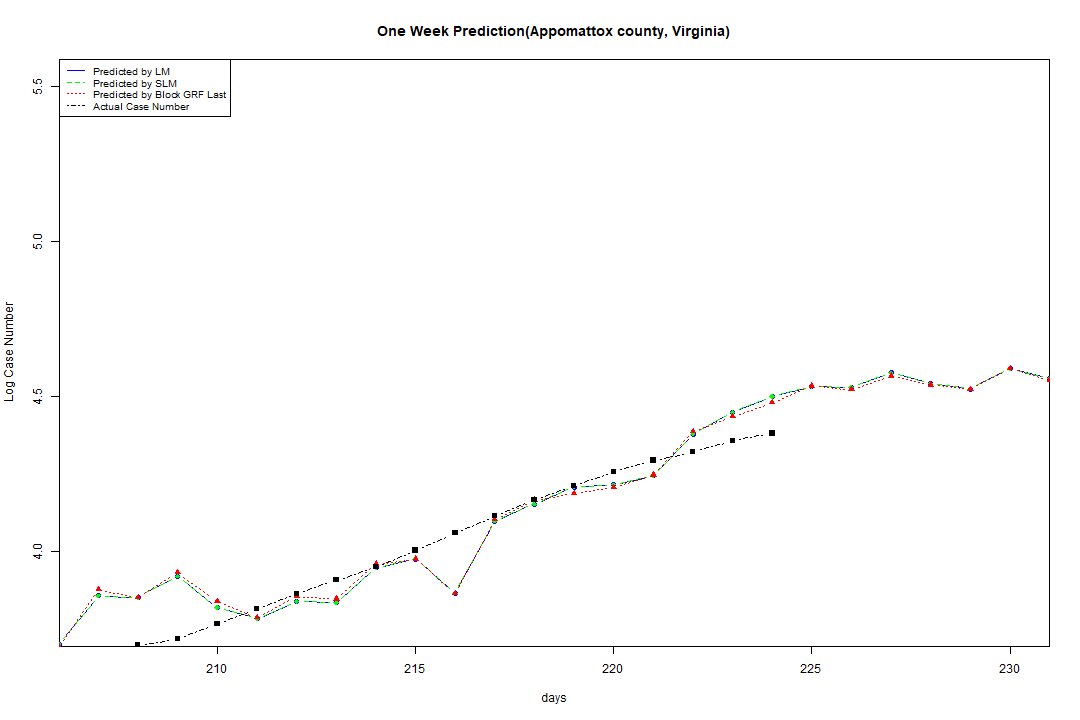 One Week Prediction(Appomattox county, Virginia)
Predicted by LM
Predicted by SLM
Predicted by Block GRF Last
Actual Case Number
5.5
5.0
4.5
4.0
Log Case Number
210 215 220 225 230
days